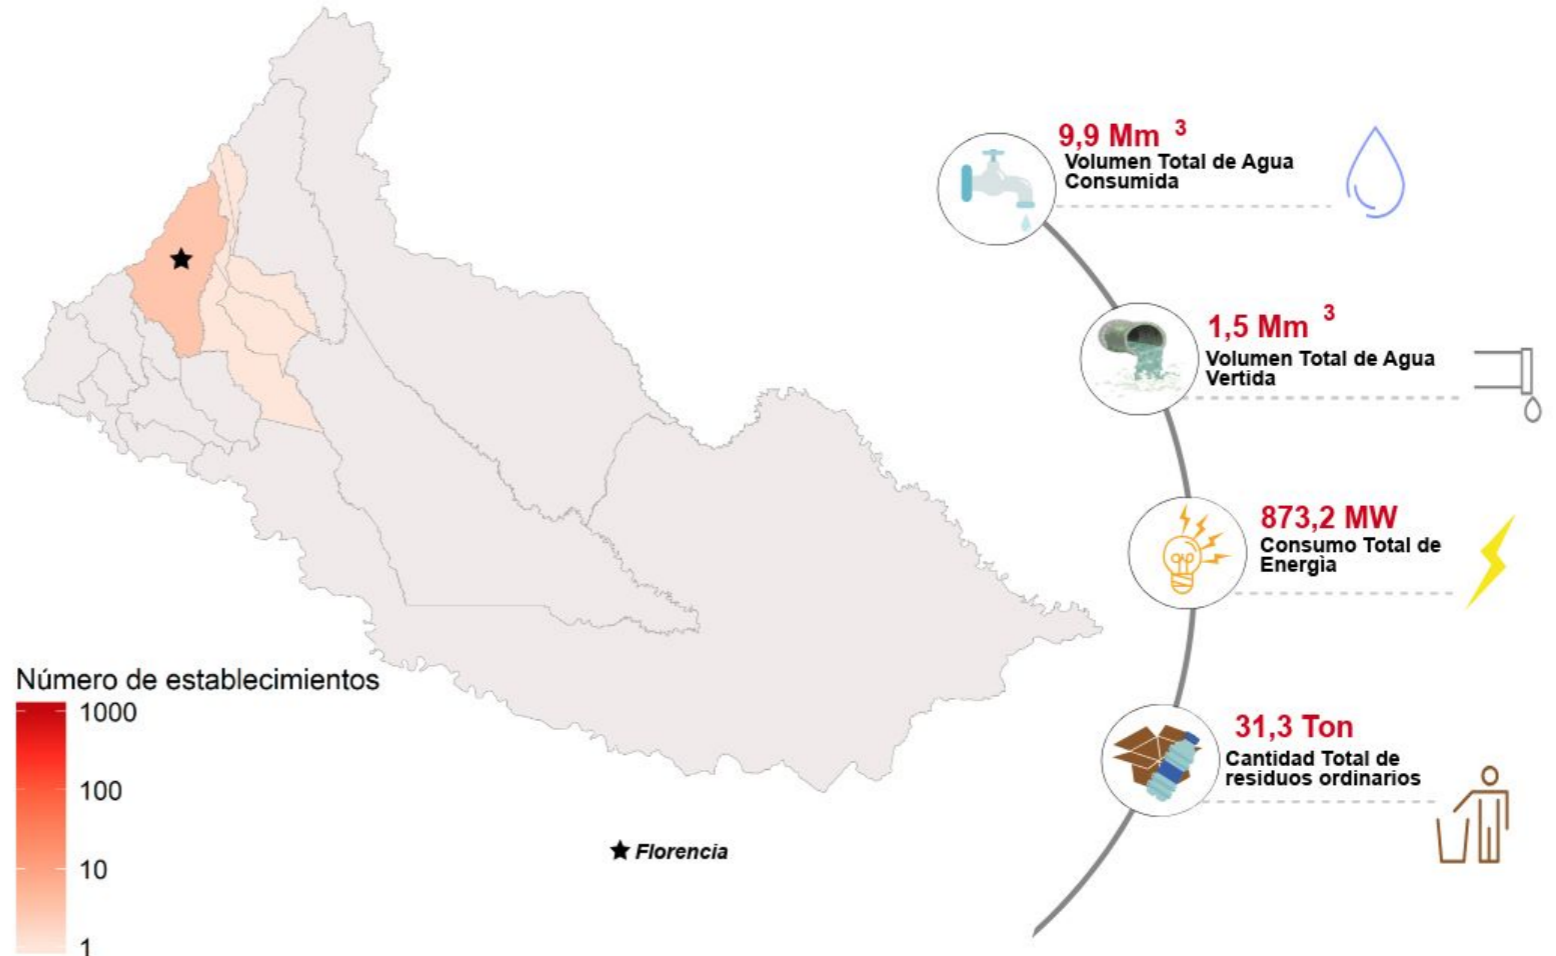 9,9 Mm 3
Volumen Total de Agua
Consumida
1,5 Mm 3
Volumen Total de Agua
Vertida
873,2 MW
Consumo Total de
Energìa
31,3 Ton
Cantidad Total de
residuos ordinarios
Número de establecimientos
1000
100
10
1
Florencia